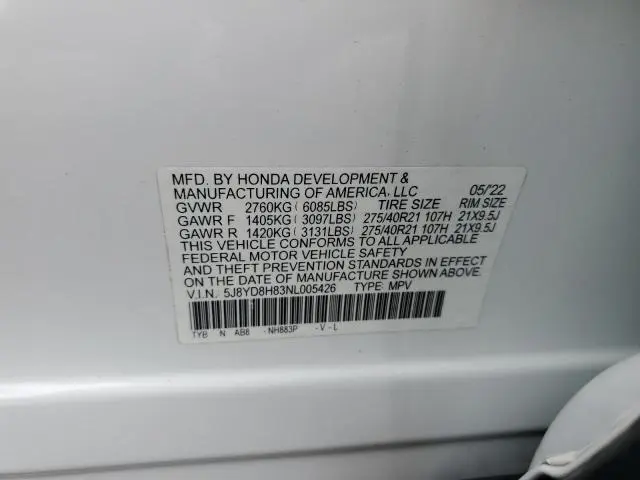 MFD. BY HONDA DEVELOPMENT &
MANUFACTURING OF AMERICA, LLC 05/22
GVWR 2760KG( 6085LBS) TIRE SIZE RIM SIZE
GAWR F 1405KG( 3097LBS) 275/40R21 107H 21X9.5J
GAWR R 1420KG( 3131LBS) 275/40R21 107H 21X9.5J
THIS VEHICLE CONFORMS TO ALL APPLICABLE
FEDERAL MOTOR VEHICLE SAFETY
AND THEFT PREVENTION STANDARDS IN EFFECT
ON THE DATE OF MANUFACTURE SHOWN ABOVE.
V.I.N. 5J8YD8H83NL005426 TYPE: MPV
TYB N AB8 -NH883P -V-L